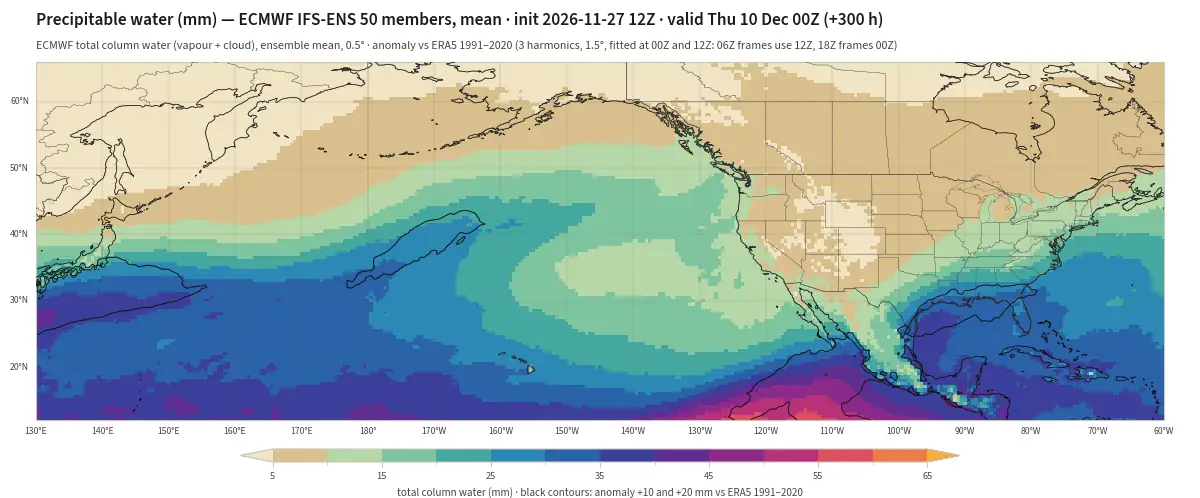 Precipitable water (mm) — ECMWF IFS-ENS 50 members, mean · init 2026-11-27 12Z · valid Thu 10 Dec 00Z (+300 h)
ECMWF total column water (vapour + cloud), ensemble mean, 0.5° · anomaly vs ERA5 1991–2020 (3 harmonics, 1.5°, fitted at 00Z and 12Z: 06Z frames use 12Z, 18Z frames 00Z)
60°N
50°N
40°N
30°N
20°N
130°E 140°E 150°E 160°E 170°E 180° 170°W 160°W 150°W 140°W 130°W 120°W 110°W 100°W 90°W 80°W 70°W 60°W
5 15 25 35 45 55 65
total column water (mm) · black contours: anomaly +10 and +20 mm vs ERA5 1991–2020